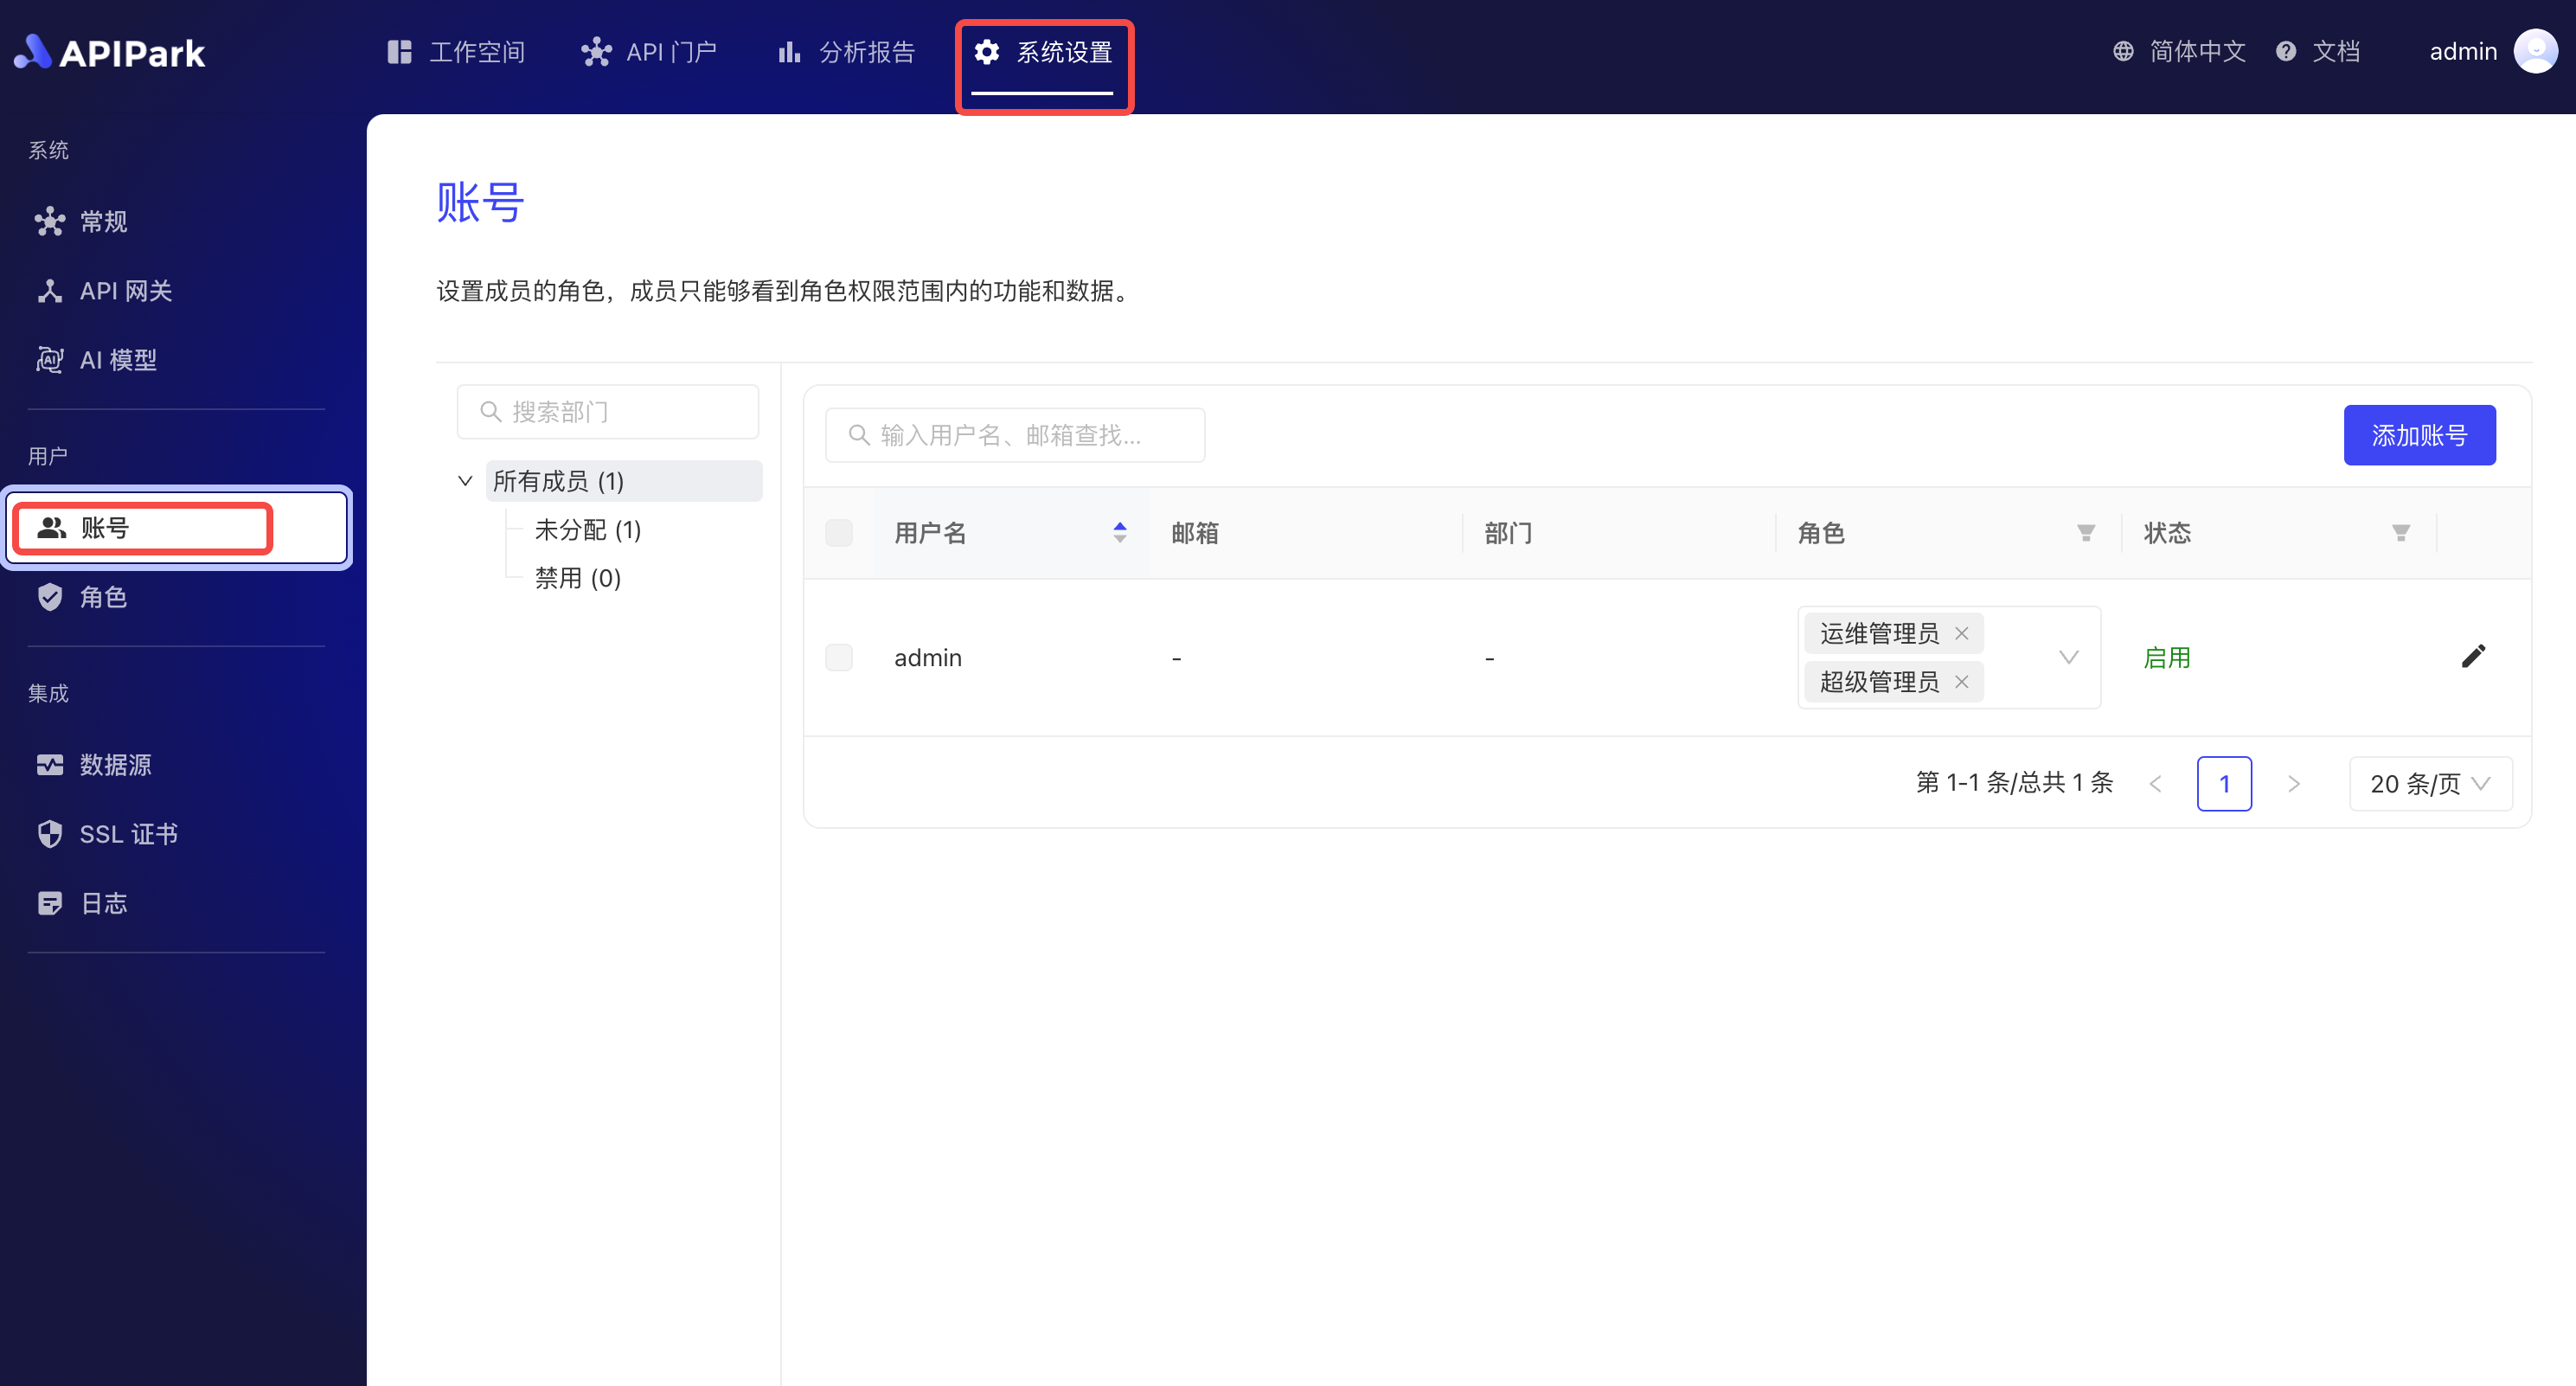 APIPark
工作空间
API 门户
分析报告
系统设置
简体中文
文档
admin
系统
常规
API 网关
AI 模型
用户
账号
角色
集成
数据源
SSL 证书
日志
账号
设置成员的角色，成员只能够看到角色权限范围内的功能和数据。
搜索部门
所有成员 (1)
未分配 (1)
禁用 (0)
输入用户名、邮箱查找...
添加账号
用户名
邮箱
部门
角色
状态
admin
-
-
运维管理员
超级管理员
启用
第 1-1 条/总共 1 条
1
20 条/页